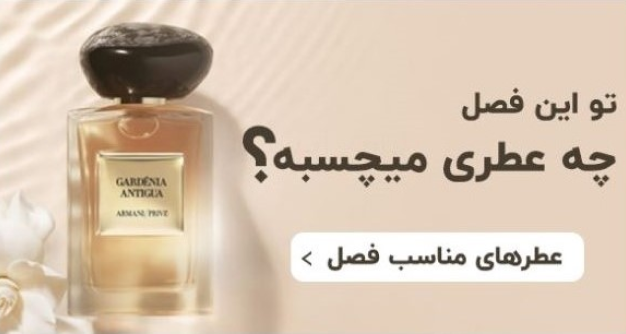 تو این فصل
چه عطری میچسبه؟
عطرهای مناسب فصل >
GARDÉNIA
ANTIGUA
ARMANI/PRIVÉ